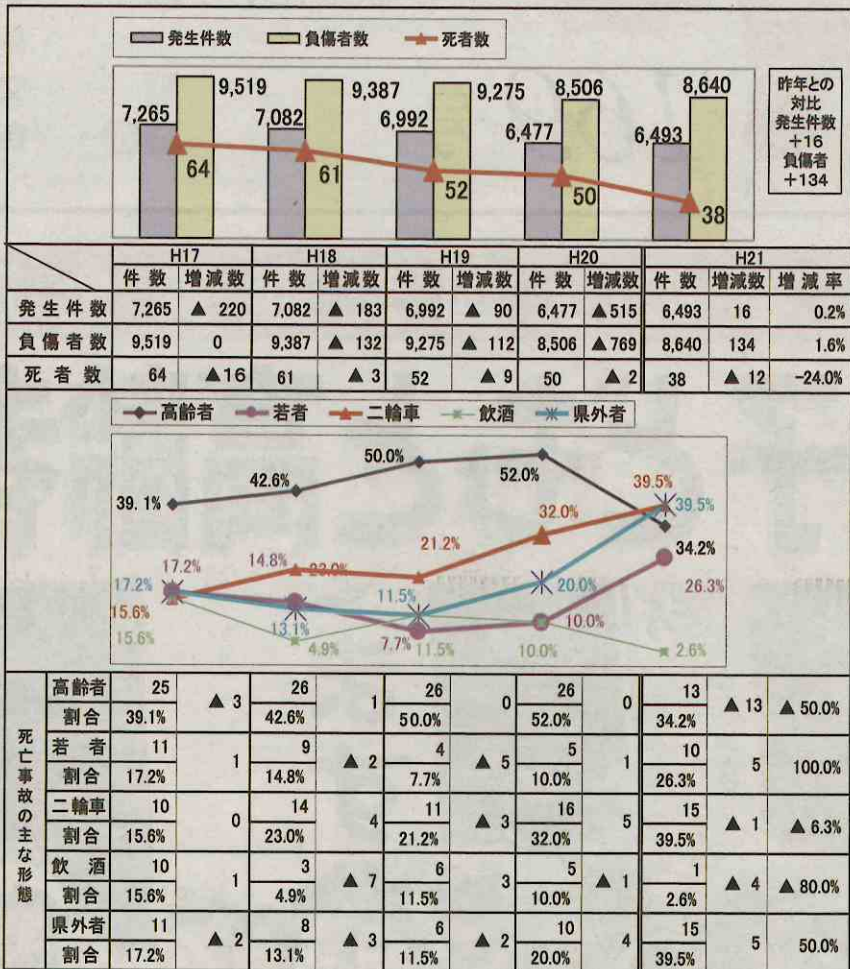 発生件数 負傷者数 死者数
7,265 9,519 7,082 9,387 6,992 9,275 6,477 8,506 6,493 8,640
64 61 52 50 38
昨年との
対比
発生件数
+16
負傷者
+134
H17 H18 H19 H20 H21
件数 増減数 件数 増減数 件数 増減数 件数 増減数 件数 増減数 増減率
発生件数 7,265 ▲ 220 7,082 ▲ 183 6,992 ▲ 90 6,477 ▲515 6,493 16 0.2%
負傷者数 9,519 0 9,387 ▲ 132 9,275 ▲ 112 8,506 ▲769 8,640 134 1.6%
死者数 64 ▲16 61 ▲ 3 52 ▲ 9 50 ▲ 2 38 ▲ 12 -24.0%
高齢者 若者 二輪車 飲酒 県外者
39.1% 42.6% 50.0% 52.0% 34.2%
17.2% 14.8% 7.7% 10.0% 26.3%
15.6% 23.0% 21.2% 32.0% 39.5%
15.6% 4.9% 11.5% 10.0% 2.6%
17.2% 13.1% 11.5% 20.0% 39.5%
死亡事故の主な形態
高齢者 25 ▲ 3 26 1 26 0 26 0 13 ▲ 13 ▲ 50.0%
割合 39.1% 42.6% 50.0% 52.0% 34.2%
若者 11 1 9 ▲ 2 4 ▲ 5 5 1 10 5 100.0%
割合 17.2% 14.8% 7.7% 10.0% 26.3%
二輪車 10 0 14 4 11 ▲ 3 16 5 15 ▲ 1 ▲ 6.3%
割合 15.6% 23.0% 21.2% 32.0% 39.5%
飲酒 10 1 3 ▲ 7 6 3 5 ▲ 1 1 ▲ 4 ▲ 80.0%
割合 15.6% 4.9% 11.5% 10.0% 2.6%
県外者 11 ▲ 2 8 ▲ 3 6 ▲ 2 10 4 15 5 50.0%
割合 17.2% 13.1% 11.5% 20.0% 39.5%